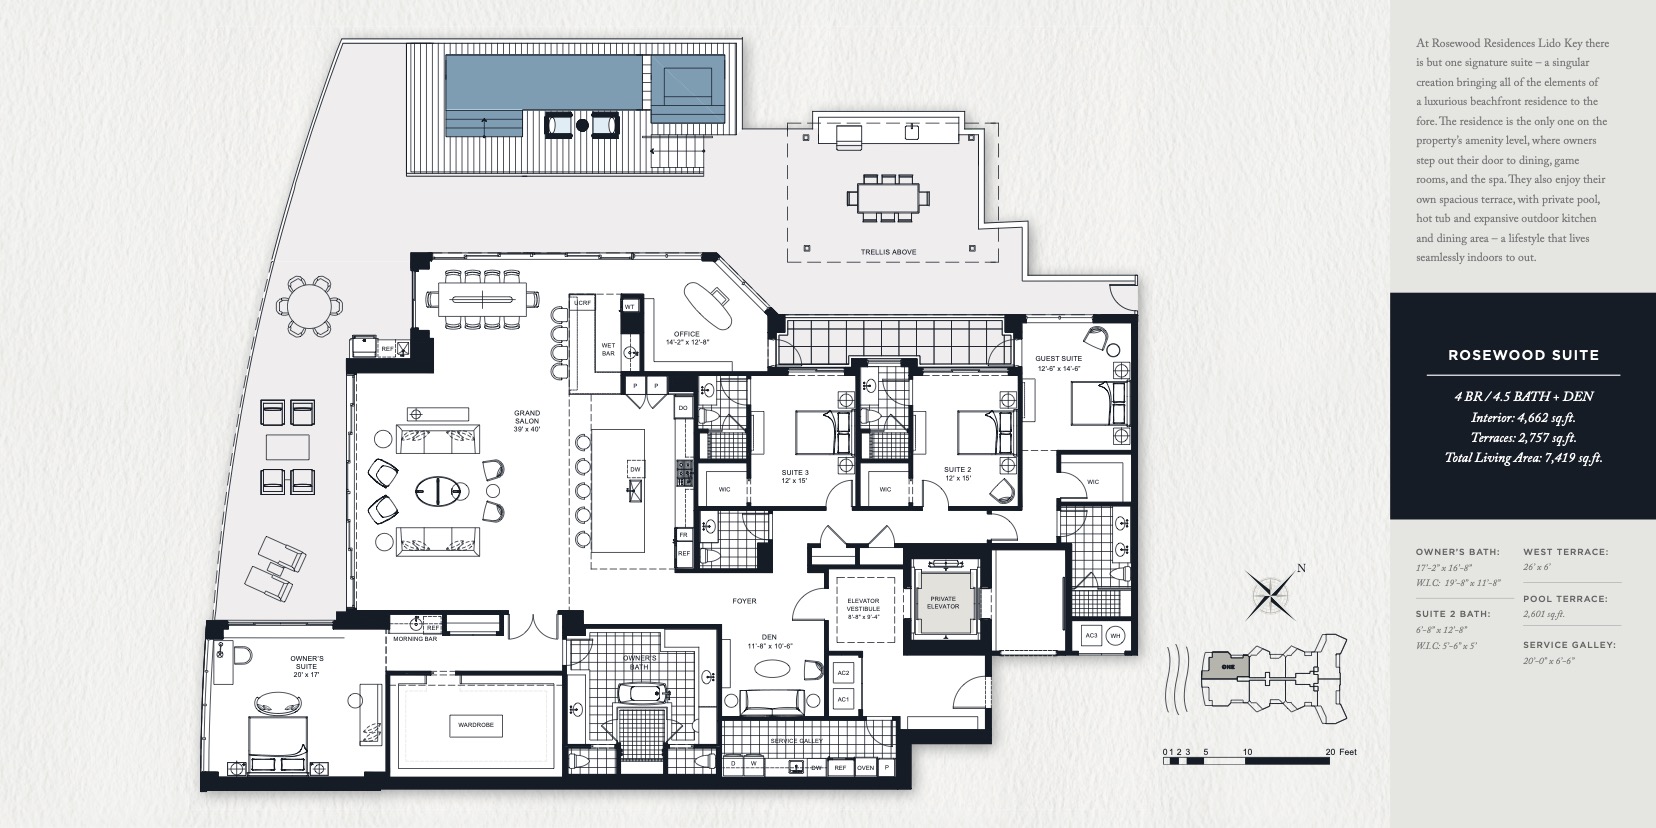 TRELLIS ABOVE
UCRF
WT
OFFICE
14'-2" x 12'-8"
WET
BAR
REF
P
P
GUEST SUITE
12'-6" x 14'-6"
GRAND
SALON
39' x 40'
DO
DW
SUITE 3
12' x 15'
SUITE 2
12' x 15'
WIC
WIC
WIC
FR
REF
FOYER
ELEVATOR
VESTIBULE
8'-8" x 9'-4"
PRIVATE
ELEVATOR
REF
MORNING BAR
DEN
11'-8" x 10'-6"
AC3
WH
OWNER'S
SUITE
20' x 17'
OWNER'S
BATH
AC2
AC1
WARDROBE
SERVICE GALLEY
D
W
DW
REF
OVEN
P
At Rosewood Residences Lido Key there
is but one signature suite – a singular
creation bringing all of the elements of
a luxurious beachfront residence to the
fore. The residence is the only one on the
property's amenity level, where owners
step out their door to dining, game
rooms, and the spa. They also enjoy their
own spacious terrace, with private pool,
hot tub and expansive outdoor kitchen
and dining area – a lifestyle that lives
seamlessly indoors to out.
ROSEWOOD SUITE
4 BR / 4.5 BATH + DEN
Interior: 4,662 sq.ft.
Terraces: 2,757 sq.ft.
Total Living Area: 7,419 sq.ft.
OWNER'S BATH:
17'-2" x 16'-8"
W.I.C: 19'-8" x 11'-8"
SUITE 2 BATH:
6'-8" x 12'-8"
W.I.C: 5'-6" x 5'
WEST TERRACE:
26' x 6'
POOL TERRACE:
2,601 sq.ft.
SERVICE GALLEY:
20'-0" x 6'-6"
N
ONE
0 1 2 3 5 10 20 Feet